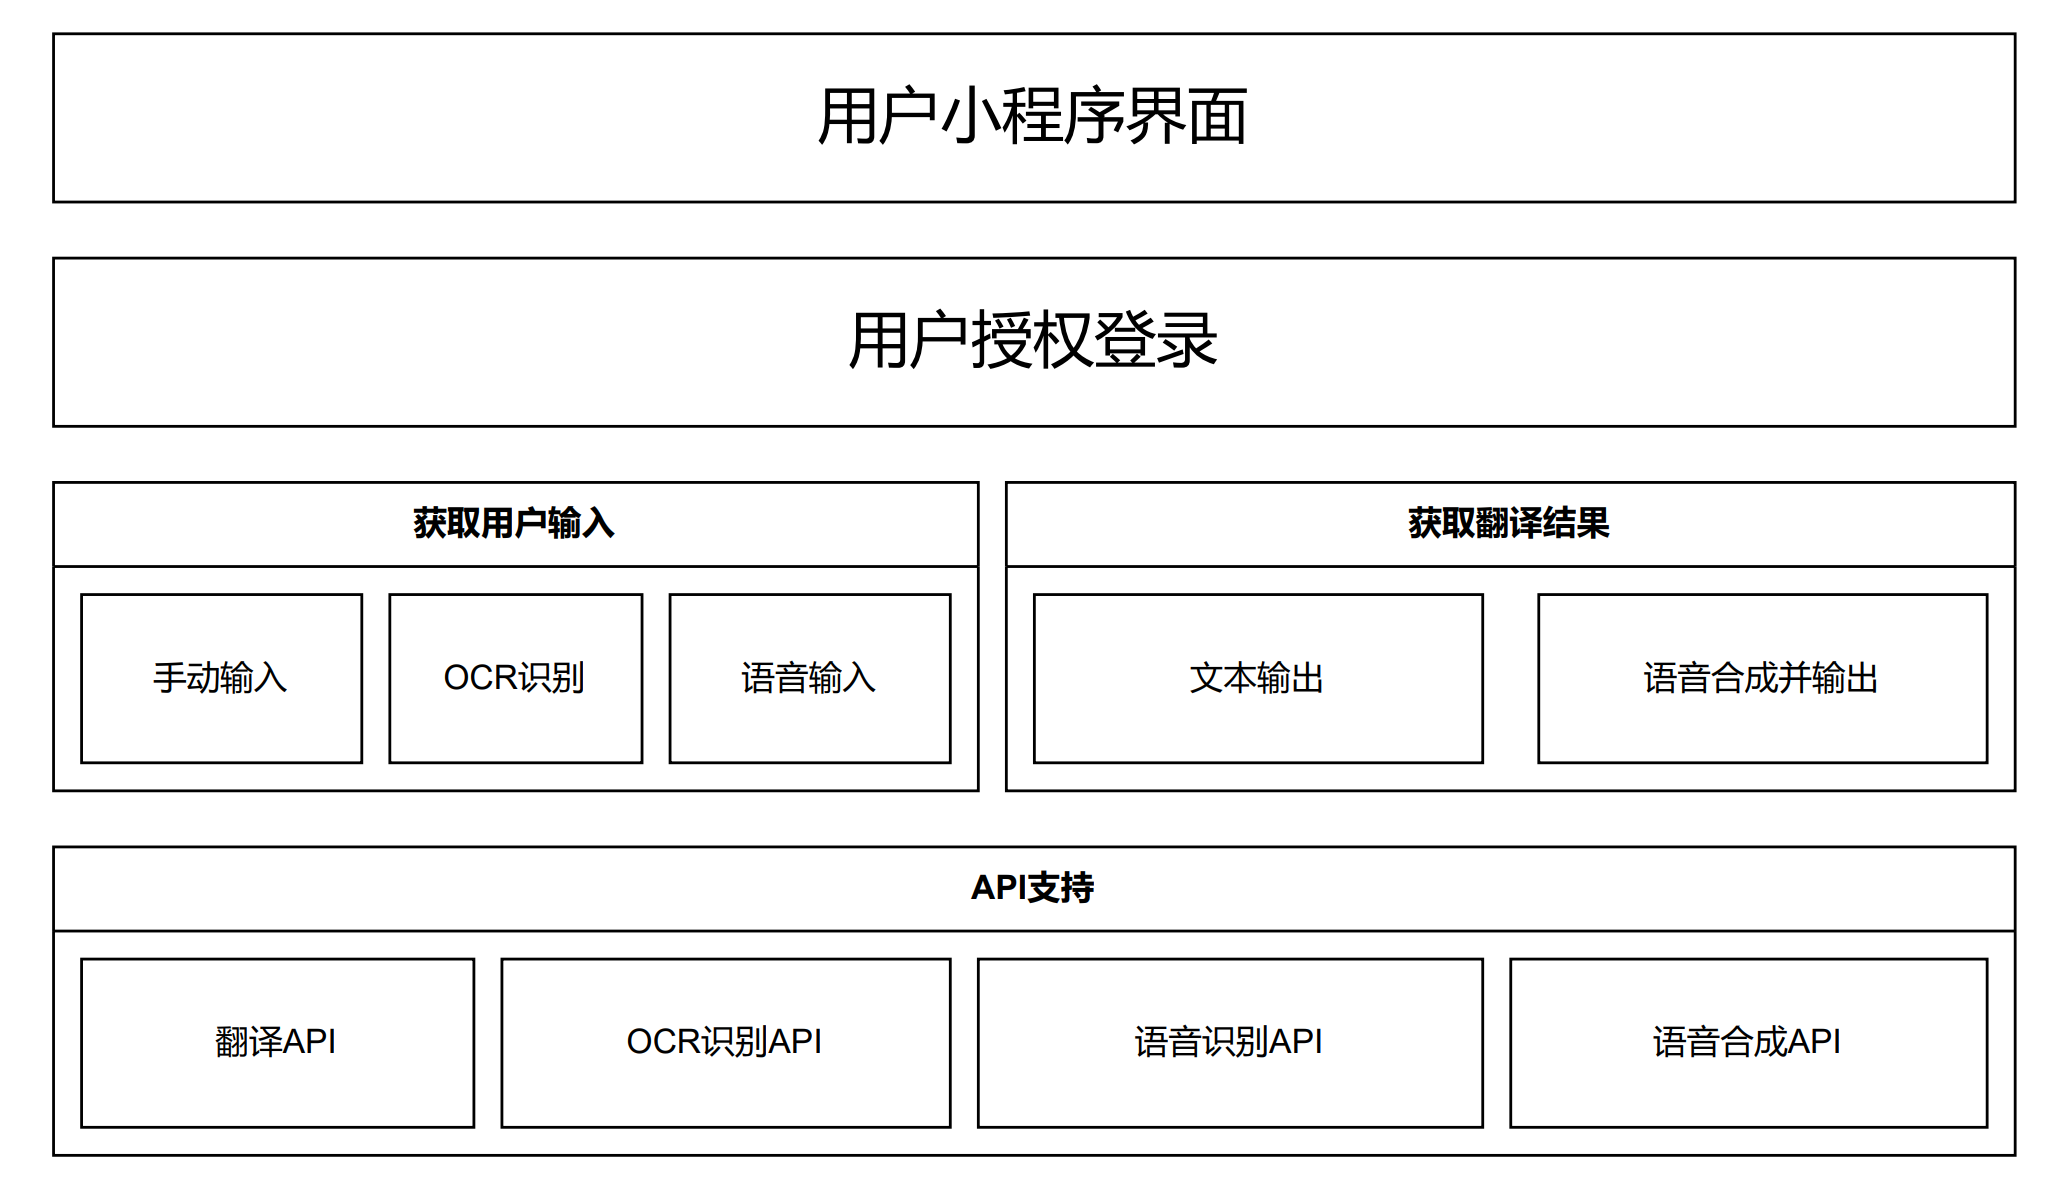 用户小程序界面
用户授权登录
获取用户输入
手动输入
OCR识别
语音输入
获取翻译结果
文本输出
语音合成并输出
API支持
翻译API
OCR识别API
语音识别API
语音合成API